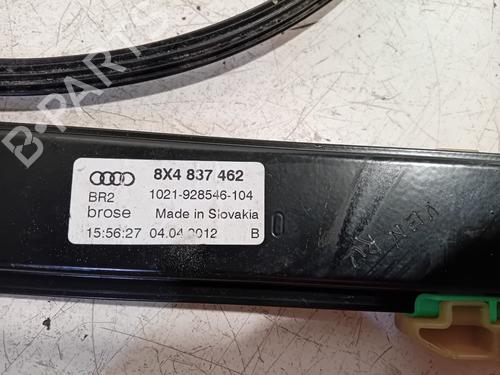 B-PARTS
8X4 837 462
BR2 1021-928546-104
brose Made in Slovakia
15:56:27 04.04.2012 B